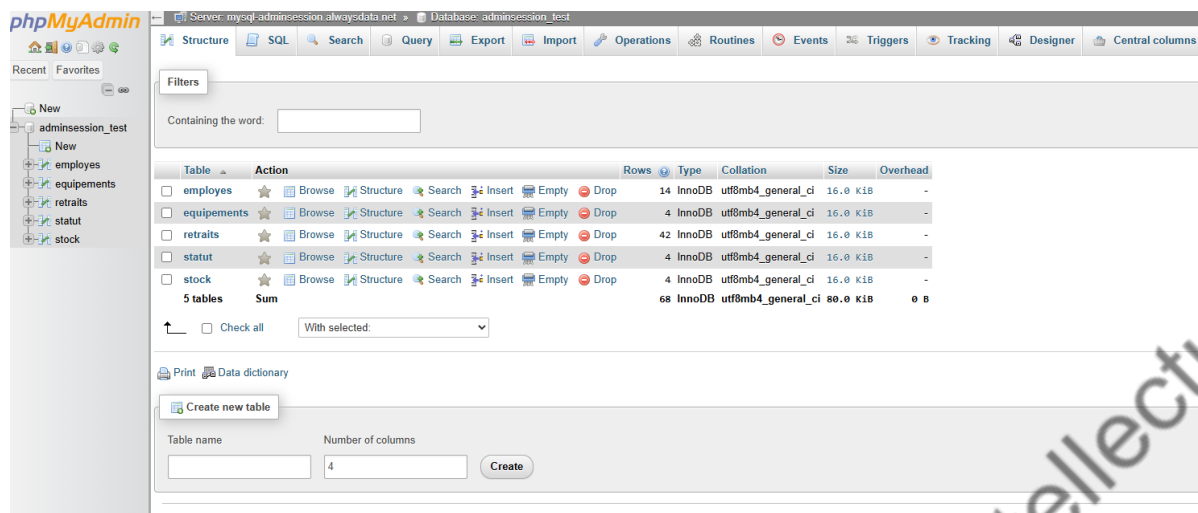 phpMyAdmin
Recent Favorites
New
adminsession_test
New
employes
equipements
retraits
statut
stock
Server: mysql-adminsession.alwaysdata.net » Database: adminsession_test
Structure SQL Search Query Export Import Operations Routines Events Triggers Tracking Designer Central columns
Filters
Containing the word:
Table Action Rows Type Collation Size Overhead
employes Browse Structure Search Insert Empty Drop 14 InnoDB utf8mb4_general_ci 16.0 KiB -
equipements Browse Structure Search Insert Empty Drop 4 InnoDB utf8mb4_general_ci 16.0 KiB -
retraits Browse Structure Search Insert Empty Drop 42 InnoDB utf8mb4_general_ci 16.0 KiB -
statut Browse Structure Search Insert Empty Drop 4 InnoDB utf8mb4_general_ci 16.0 KiB -
stock Browse Structure Search Insert Empty Drop 4 InnoDB utf8mb4_general_ci 16.0 KiB -
5 tables Sum 68 InnoDB utf8mb4_general_ci 80.0 KiB 0 B
Check all With selected:
Print Data dictionary
Create new table
Table name Number of columns
4 Create